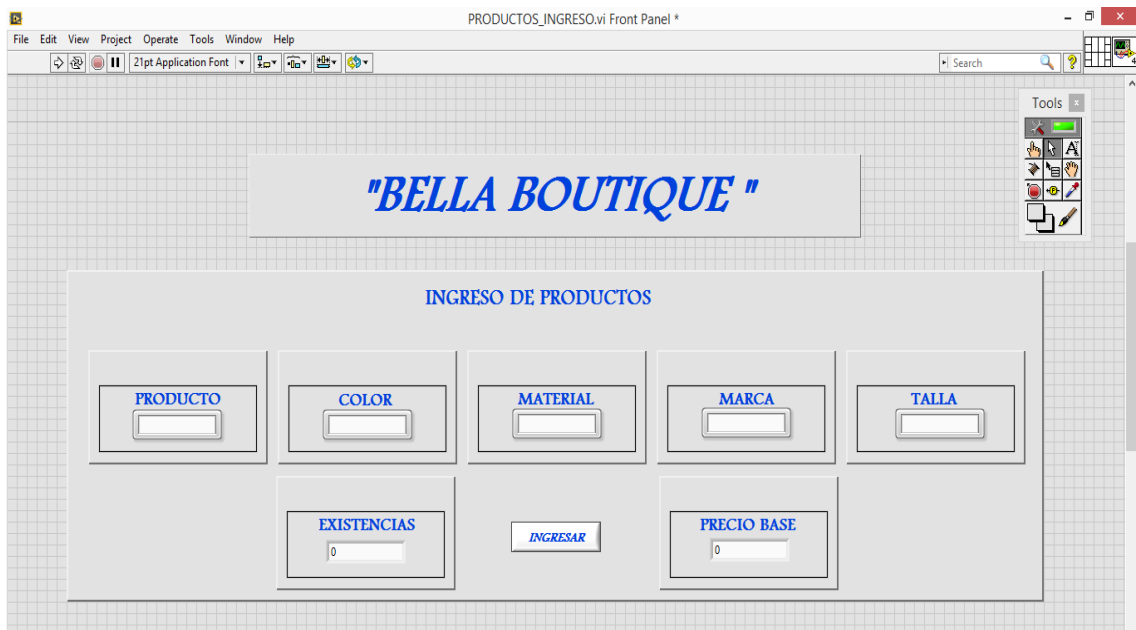 PRODUCTOS_INGRESO.vi Front Panel *
File Edit View Project Operate Tools Window Help
21pt Application Font
Search
4
Tools
"BELLA BOUTIQUE "
INGRESO DE PRODUCTOS
PRODUCTO COLOR MATERIAL MARCA TALLA
EXISTENCIAS INGRESAR PRECIO BASE
0 0